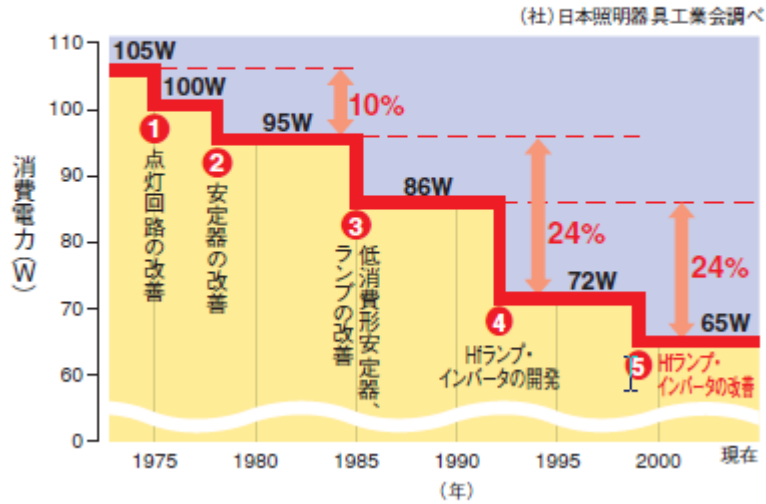 (社)日本照明器具工業会調べ
消費電力(W)
110
100
90
80
70
60
0
105W
100W
95W
86W
72W
65W
10%
24%
24%
1
点灯回路の改善
2
安定器の改善
3
低消費形安定器、
ランプの改善
4
Hfランプ・
インバータの開発
5
Hfランプ・
インバータの改善
1975
1980
1985
1990
1995
2000
現在
(年)